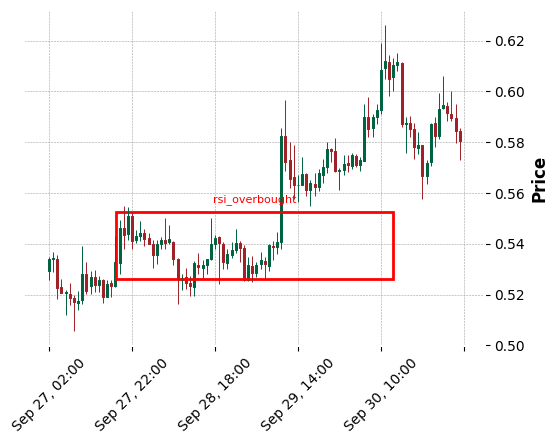 0.62
0.60
0.58
0.56
0.54
0.52
0.50
Price
rsi_overbought
Sep 27, 02:00
Sep 27, 22:00
Sep 28, 18:00
Sep 29, 14:00
Sep 30, 10:00